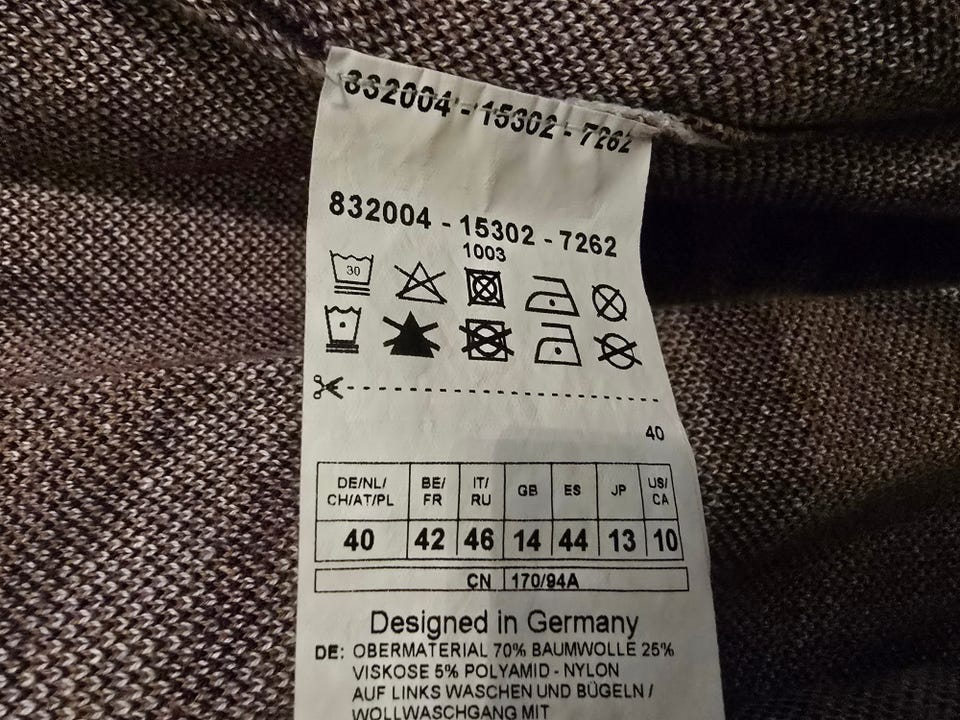 832004 - 15302 - 7262
832004 - 15302 - 7262
1003
30
40
DE/NL/ CH/AT/PL BE/ FR IT/ RU GB ES JP US/ CA
40 42 46 14 44 13 10
CN 170/94A
Designed in Germany
DE: OBERMATERIAL 70% BAUMWOLLE 25%
VISKOSE 5% POLYAMID - NYLON
AUF LINKS WASCHEN UND BÜGELN /
WOLLWASCHGANG MIT